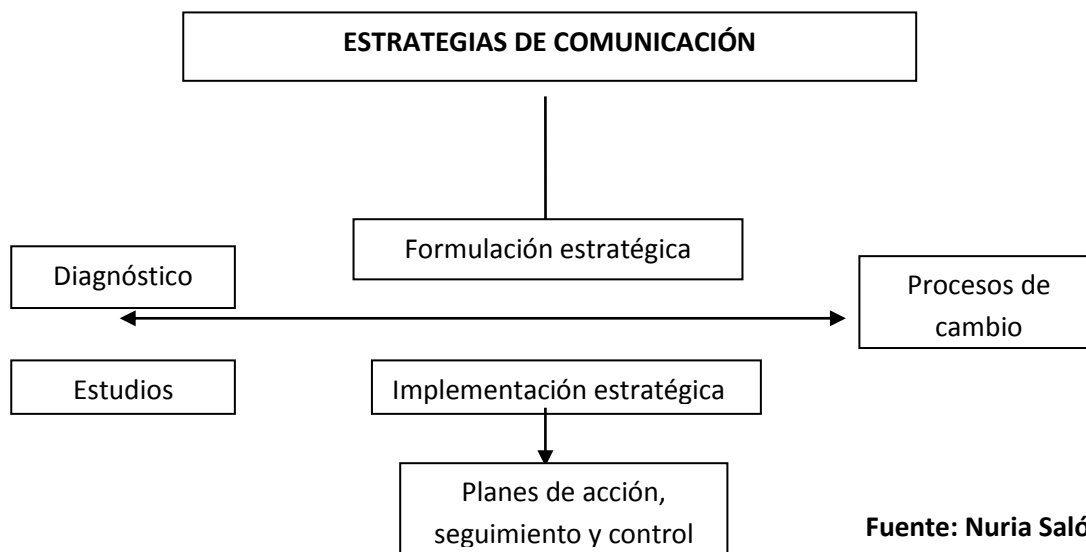 ESTRATEGIAS DE COMUNICACIÓN
Formulación estratégica
Diagnóstico
Procesos de
cambio
Estudios
Implementación estratégica
Planes de acción,
seguimiento y control
Fuente: Nuria Saló